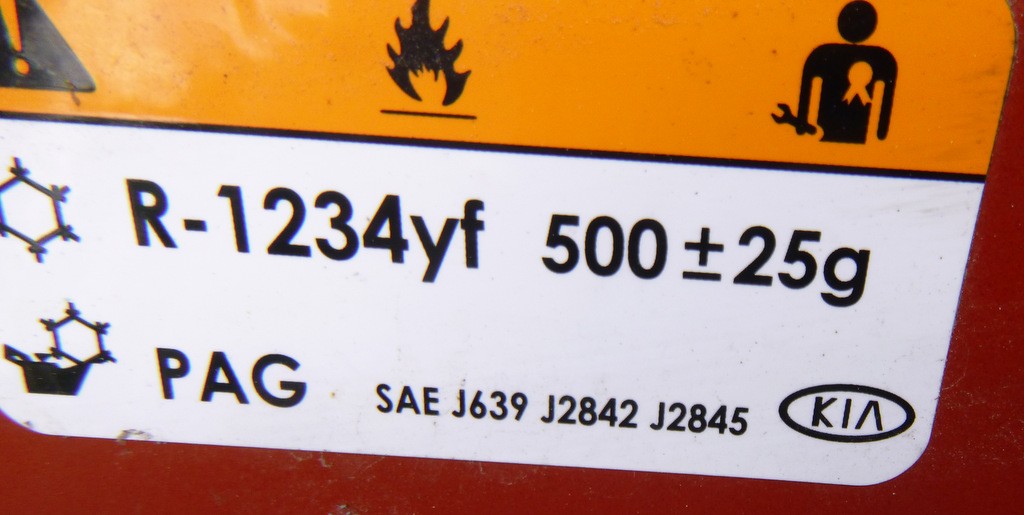 R-1234yf 500±25g
PAG SAE J639 J2842 J2845 KIA